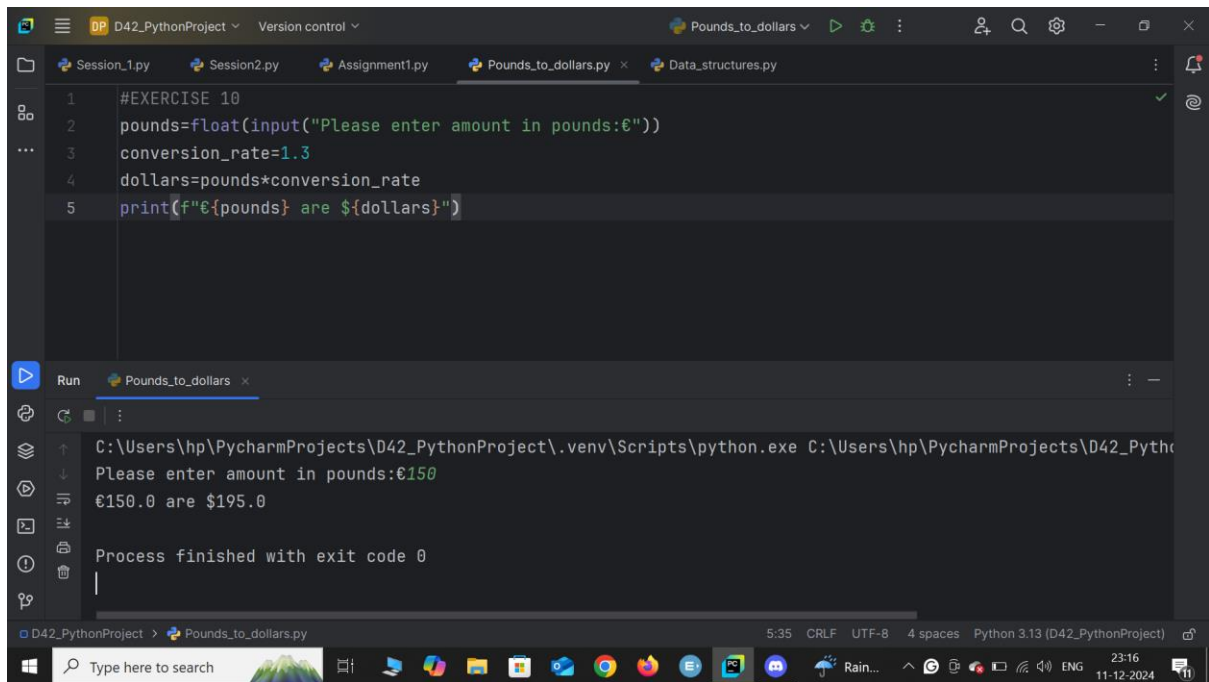 DP D42_PythonProject Version control Pounds_to_dollars
Session_1.py Session2.py Assignment1.py Pounds_to_dollars.py Data_structures.py
1 #EXERCISE 10
2 pounds=float(input("Please enter amount in pounds:€"))
3 conversion_rate=1.3
4 dollars=pounds*conversion_rate
5 print(f"€{pounds} are ${dollars}")
Run Pounds_to_dollars
C:\Users\hp\PycharmProjects\D42_PythonProject\.venv\Scripts\python.exe C:\Users\hp\PycharmProjects\D42_Pytho
Please enter amount in pounds:€150
€150.0 are $195.0
Process finished with exit code 0
D42_PythonProject > Pounds_to_dollars.py 5:35 CRLF UTF-8 4 spaces Python 3.13 (D42_PythonProject)
Type here to search Rain... ENG 23:16
11-12-2024